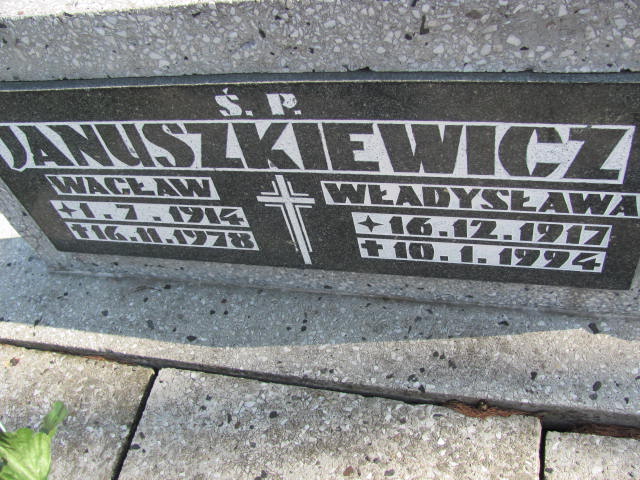 Ś. P.
JANUSZKIEWICZ
WACŁAW
1.7.1914
16.11.1978
WŁADYSŁAWA
16.12.1917
10.1.1994